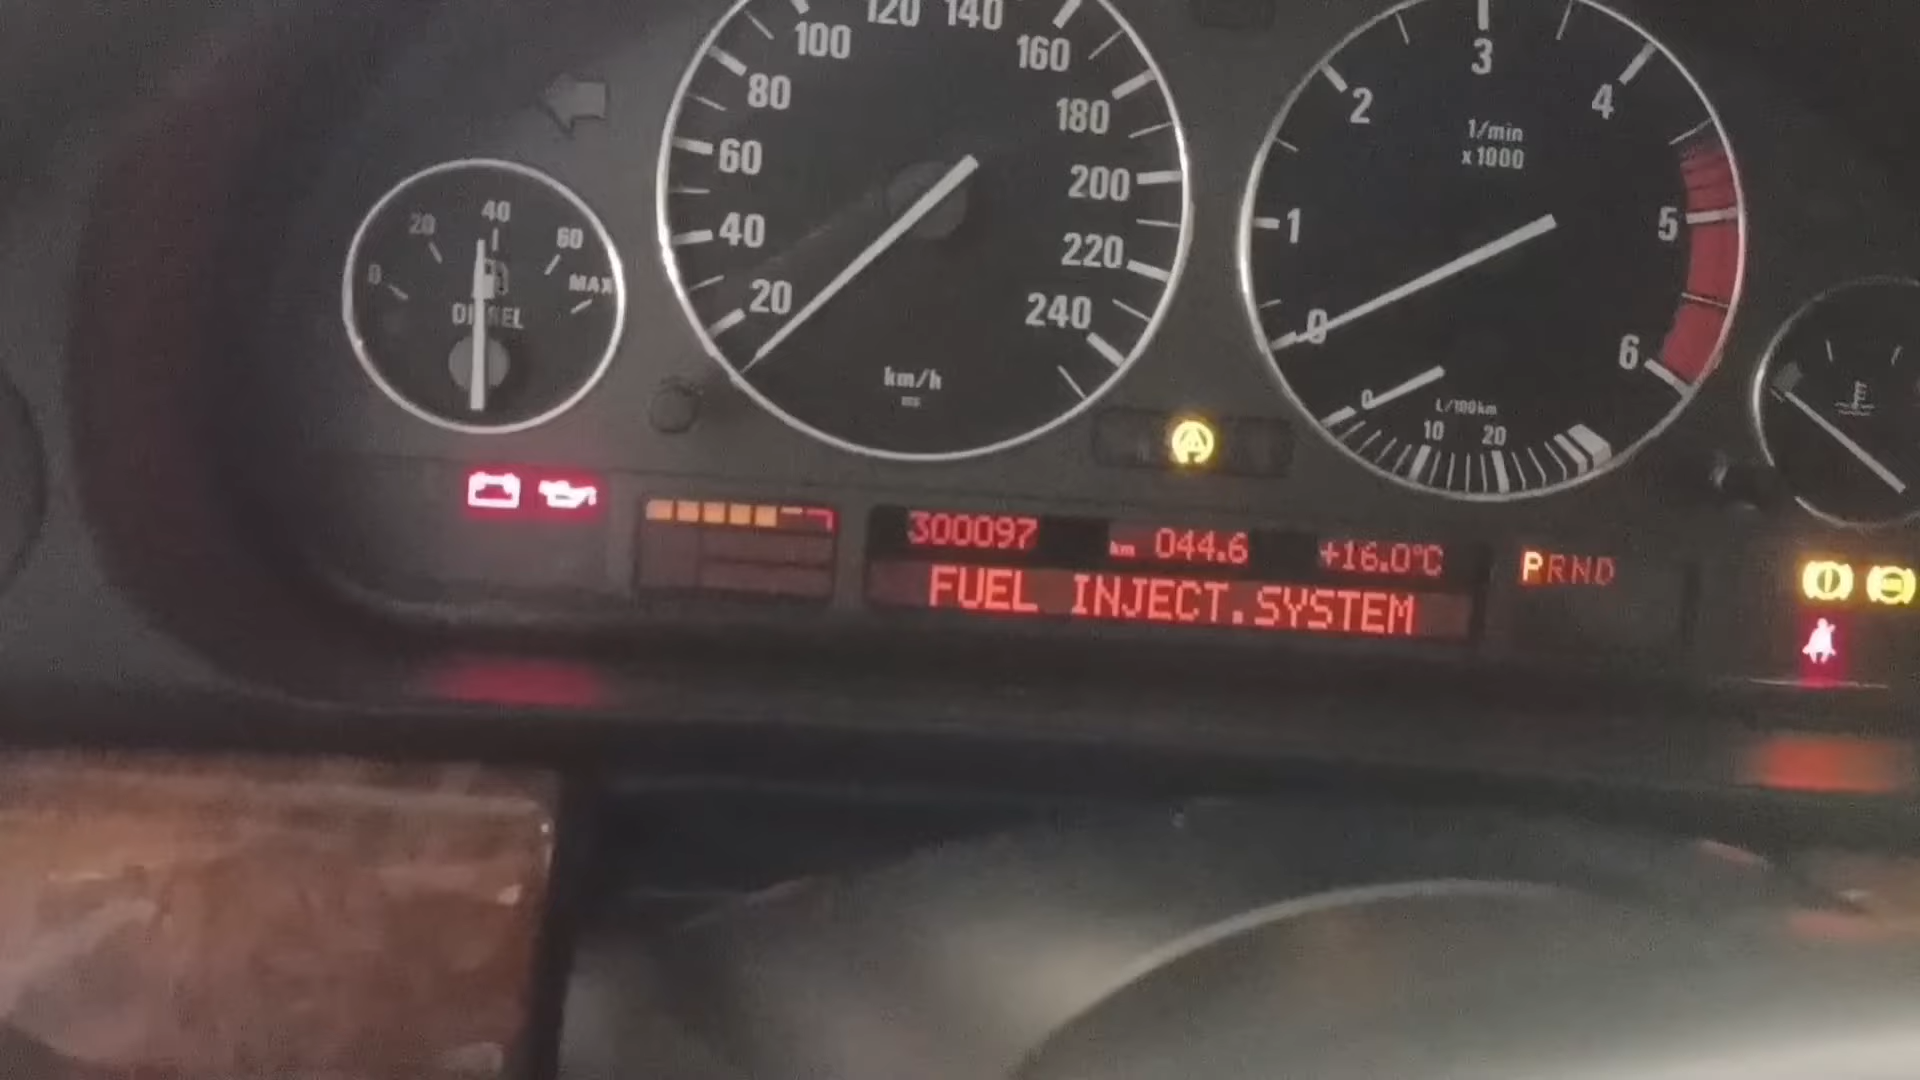 0
20
40
60
MAX
DIESEL
20
40
60
80
100
120
140
160
180
200
220
240
km/h
0
1
2
3
4
5
6
1/min
x 1000
0
10
20
L/100km
300097
km 044.6
+16.0°C
FUEL INJECT.SYSTEM
PRND